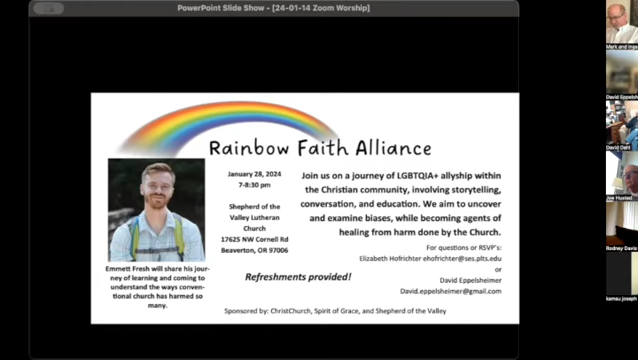 PowerPoint Slide Show - [24-01-14 Zoom Worship]
Rainbow Faith Alliance
January 28, 2024
7-8:30 pm
Shepherd of the
Valley Lutheran
Church
17625 NW Cornell Rd
Beaverton, OR 97006
Join us on a journey of LGBTQIA+ allyship within
the Christian community, involving storytelling,
conversation, and education. We aim to uncover
and examine biases, while becoming agents of
healing from harm done by the Church.
For questions or RSVP's:
Elizabeth Hofrichter ehofrichter@ses.plts.edu
or
David Eppelsheimer
David.eppelsheimer@gmail.com
Refreshments provided!
Emmett Fresh will share his jour-
ney of learning and coming to
understand the ways conven-
tional church has harmed so
many.
Sponsored by: ChristChurch, Spirit of Grace, and Shepherd of the Valley
Mark and Inga
David Eppelsh
David Dahl
Joe Hustad
Rodney Davis
kamau joseph